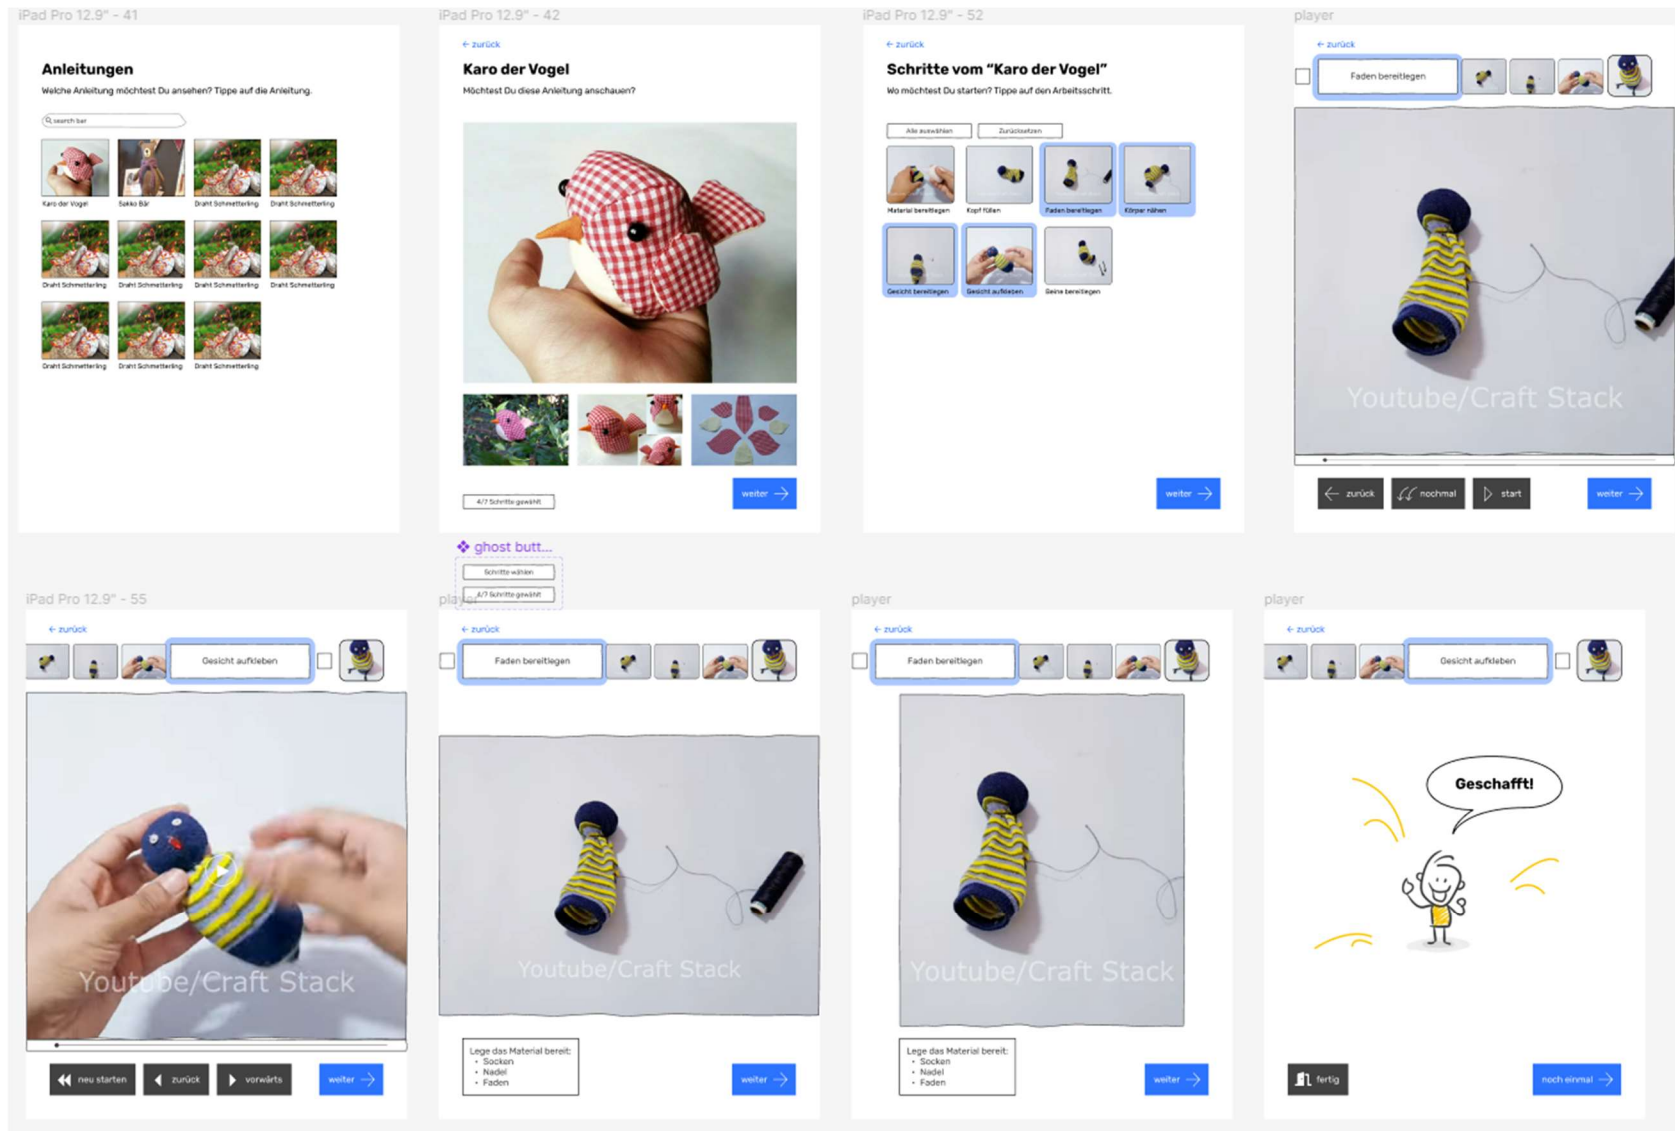 iPad Pro 12.9" - 41
Anleitungen
Welche Anleitung möchtest Du ansehen? Tippe auf die Anleitung.
search bar
Karo der Vogel
Sakko Bär
Draht Schmetterling
Draht Schmetterling
Draht Schmetterling
Draht Schmetterling
Draht Schmetterling
Draht Schmetterling
Draht Schmetterling
Draht Schmetterling
Draht Schmetterling
iPad Pro 12.9" - 42
← zurück
Karo der Vogel
Möchtest Du diese Anleitung anschauen?
4/7 Schritte gewählt
weiter →
iPad Pro 12.9" - 52
← zurück
Schritte vom “Karo der Vogel”
Wo möchtest Du starten? Tippe auf den Arbeitsschritt.
Alle auswählen
Zurücksetzen
Material bereitlegen
Kopf füllen
Faden bereitlegen
Körper nähen
Gesicht bereitlegen
Gesicht aufkleben
Beine bereitlegen
weiter →
player
← zurück
Faden bereitlegen
Youtube/Craft Stack
zurück
nochmal
start
weiter →
ghost butt...
Schritte wählen
4/7 Schritte gewählt
iPad Pro 12.9" - 55
← zurück
Gesicht aufkleben
Youtube/Craft Stack
neu starten
zurück
vorwärts
weiter →
player
← zurück
Faden bereitlegen
Youtube/Craft Stack
Lege das Material bereit:
• Socken
• Nadel
• Faden
weiter →
player
← zurück
Faden bereitlegen
Youtube/Craft Stack
Lege das Material bereit:
• Socken
• Nadel
• Faden
weiter →
player
← zurück
Gesicht aufkleben
Geschafft!
fertig
noch einmal →